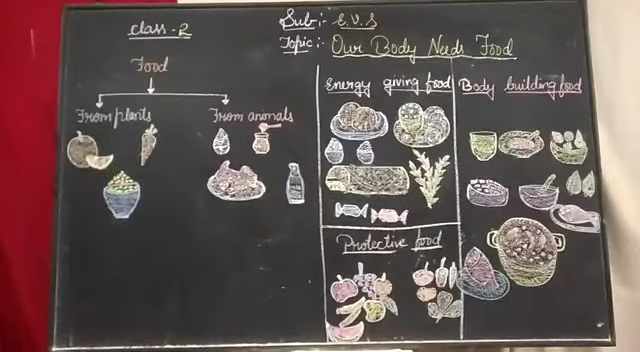 Class - 2
Sub :- E.V.S
Topic :- Our Body Needs Food
Food
From plants
From animals
Energy giving food
Body building food
Protective food